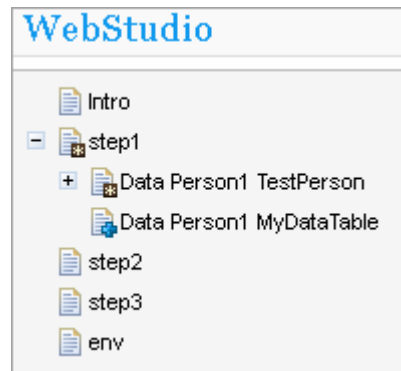 WebStudio
Intro
step1
Data Person1 TestPerson
Data Person1 MyDataTable
step2
step3
env